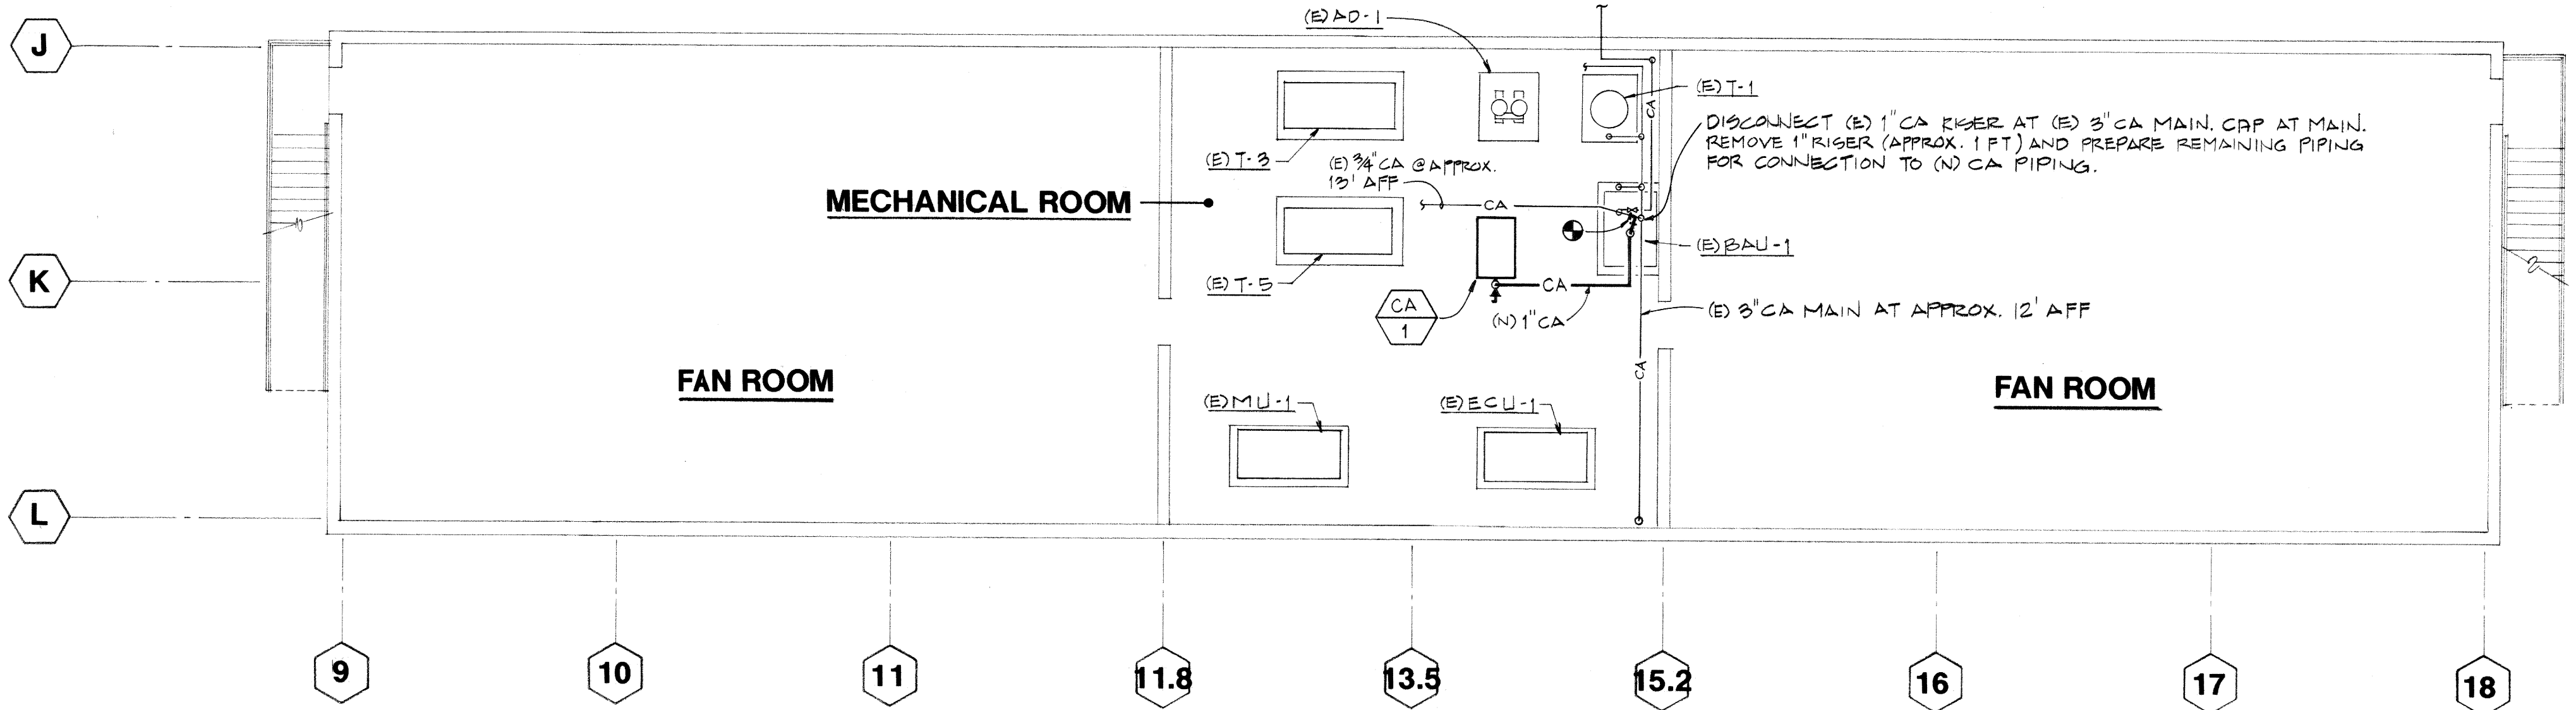 (E) AD-1
J
(E) T-1
CA
DISCONNECT (E) 1" CA RISER AT (E) 3" CA MAIN. CAP AT MAIN.
REMOVE 1" RISER (APPROX. 1 FT) AND PREPARE REMAINING PIPING
FOR CONNECTION TO (N) CA PIPING.
(E) T-3
(E) 3/4" CA @ APPROX.
13' AFF
MECHANICAL ROOM
CA
(E) BAU-1
K
(E) T-5
CA
CA
1
(N) 1" CA
(E) 3" CA MAIN AT APPROX. 12' AFF
CA
FAN ROOM
FAN ROOM
(E) MU-1
(E) ECU-1
L
9
10
11
11.8
13.5
15.2
16
17
18